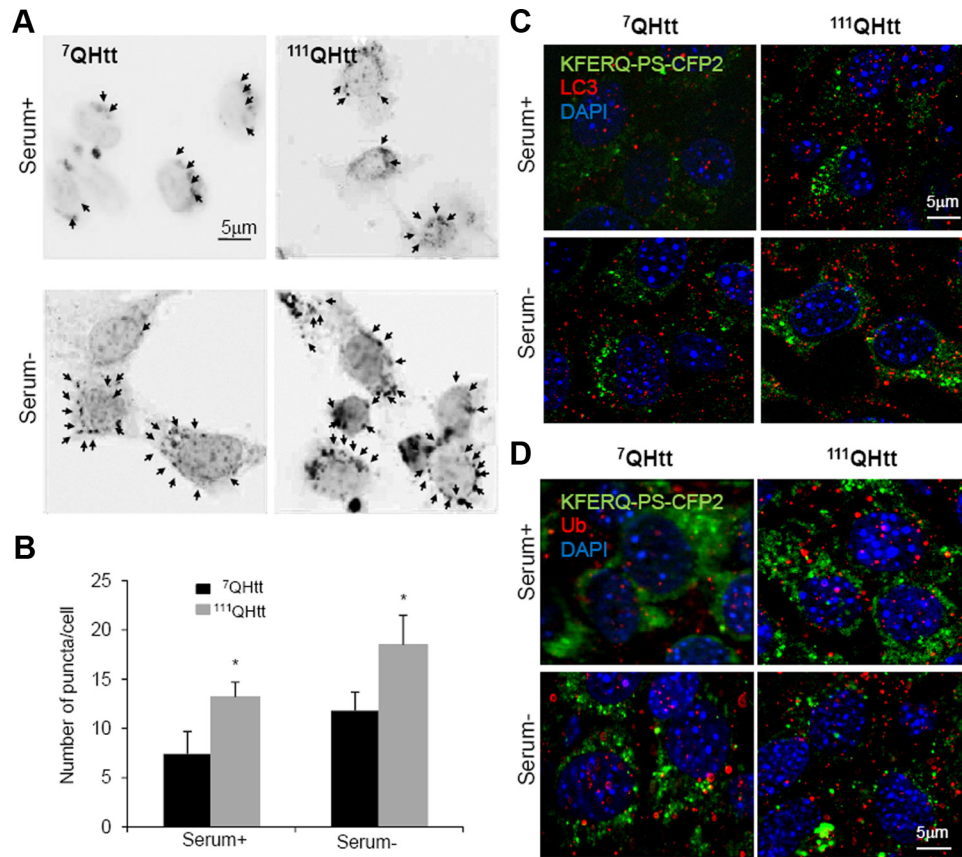 A
⁷QHtt
¹¹¹QHtt
Serum+
5μm
Serum-
B
Number of puncta/cell
25
20
15
10
5
0
⁷QHtt
¹¹¹QHtt
*
*
Serum+
Serum-
C
⁷QHtt
¹¹¹QHtt
Serum+
KFERQ-PS-CFP2
LC3
DAPI
5μm
Serum-
D
⁷QHtt
¹¹¹QHtt
Serum+
KFERQ-PS-CFP2
Ub
DAPI
Serum-
5μm